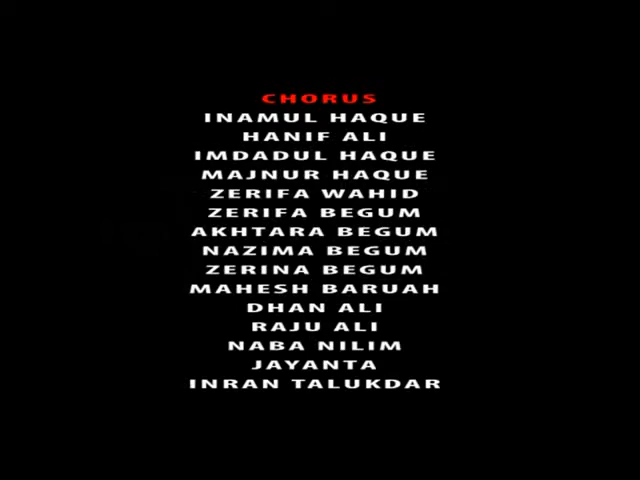 CHORUS
INAMUL HAQUE
HANIF ALI
IMDADUL HAQUE
MAJNUR HAQUE
ZERIFA WAHID
ZERIFA BEGUM
AKHTARA BEGUM
NAZIMA BEGUM
ZERINA BEGUM
MAHESH BARUAH
DHAN ALI
RAJU ALI
NABA NILIM
JAYANTA
INRAN TALUKDAR